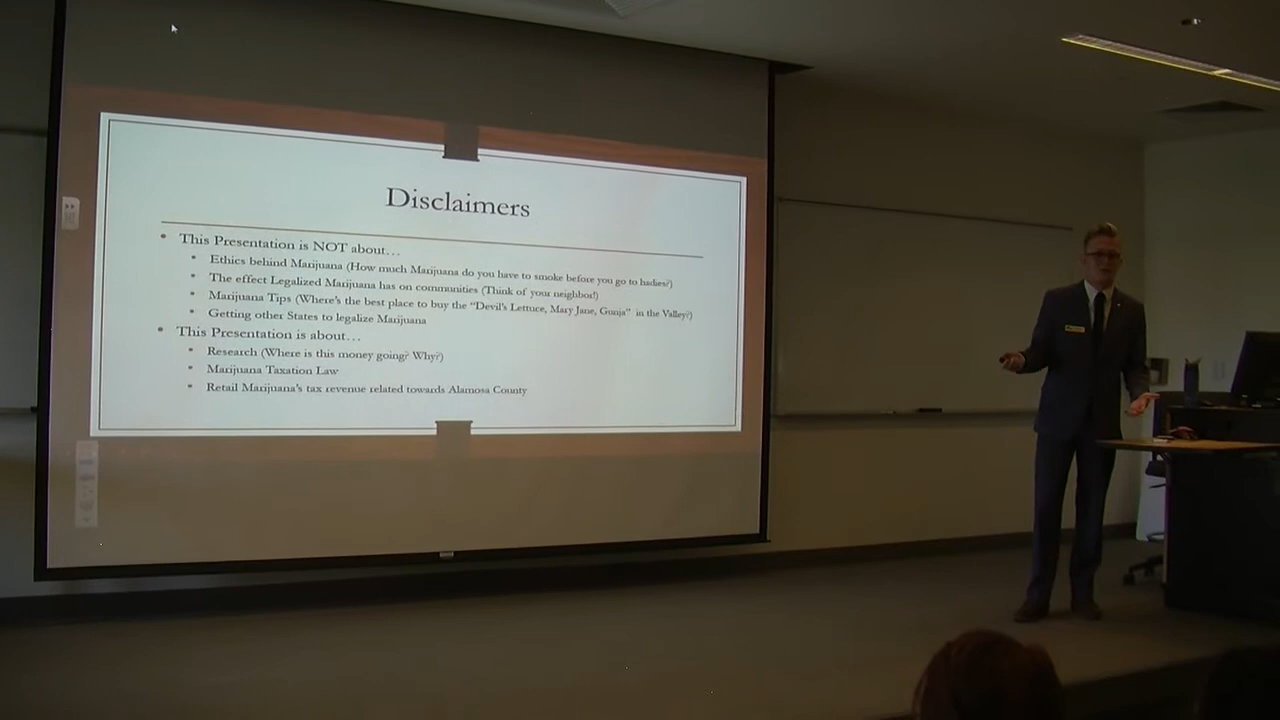 Disclaimers
This Presentation is NOT about…
Ethics behind Marijuana (How much Marijuana do you have to smoke before you go to hadies?)
The effect Legalized Marijuana has on communities (Think of your neighbor!)
Marijuana Tips (Where's the best place to buy the "Devil's Lettuce, Mary Jane, Gunja" in the Valley?)
Getting other States to legalize Marijuana
This Presentation is about…
Research (Where is this money going? Why?)
Marijuana Taxation Law
Retail Marijuana's tax revenue related towards Alamosa County